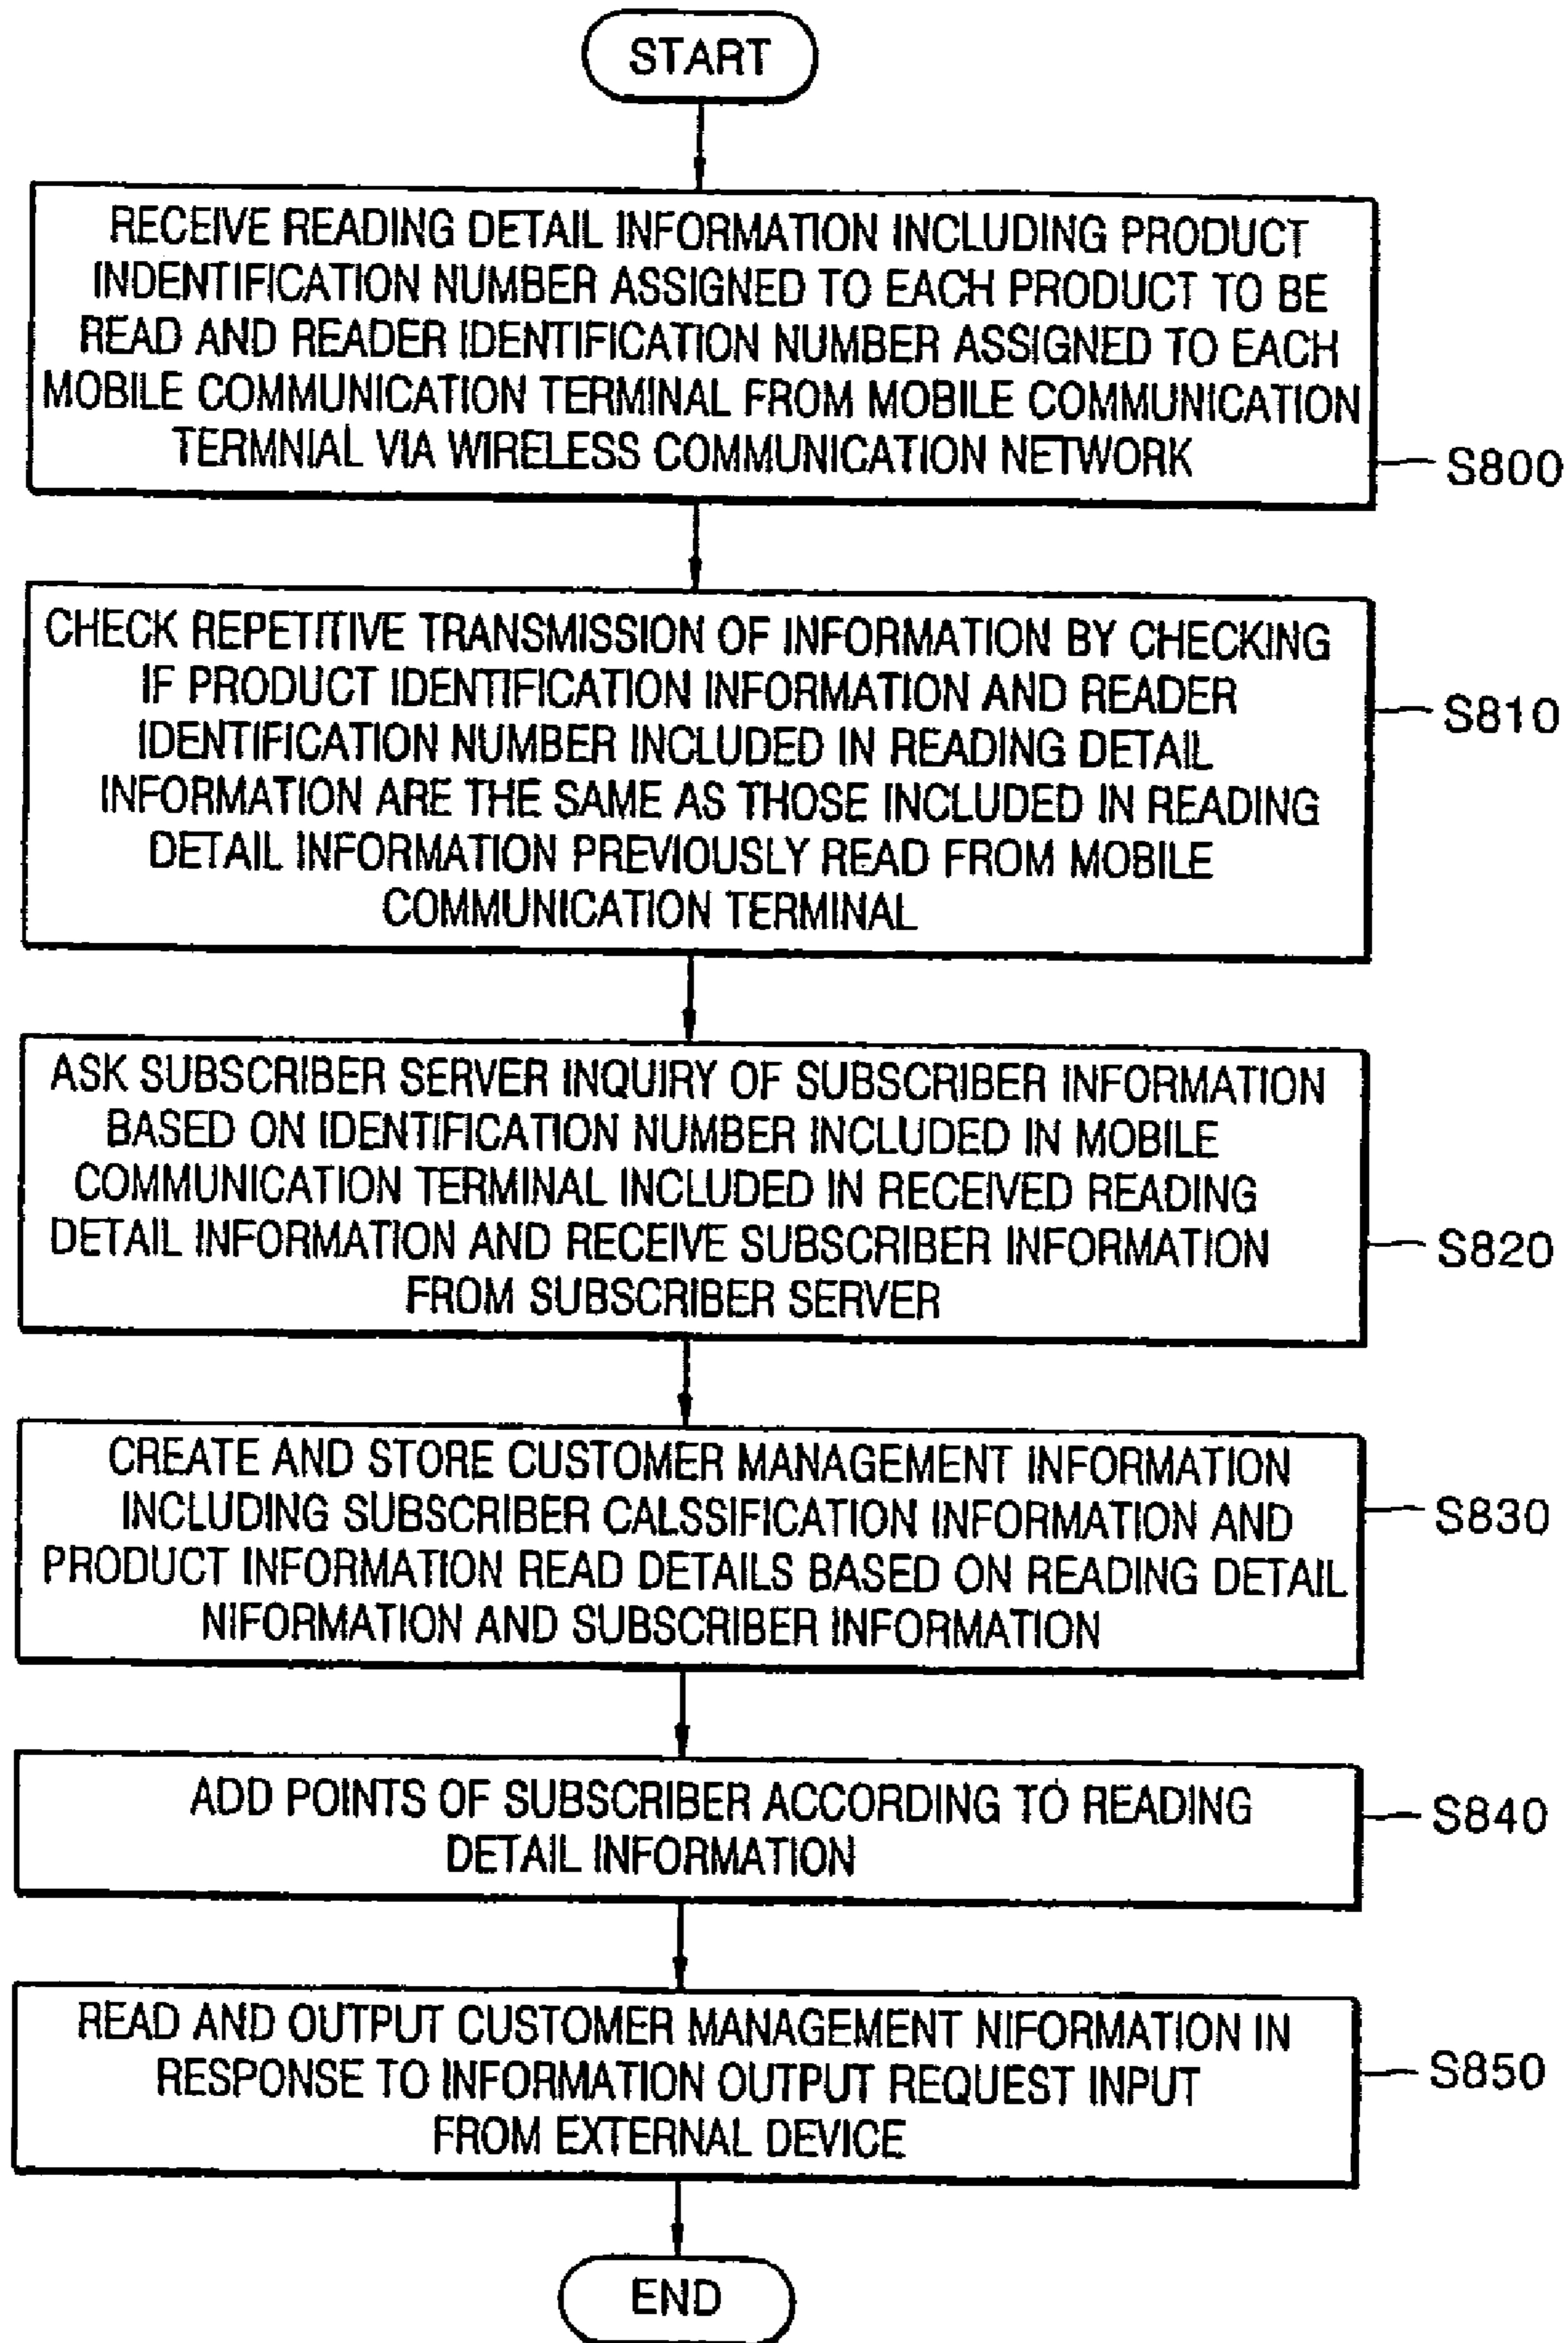 START
RECEIVE READING DETAIL INFORMATION INCLUDING PRODUCT
INDENTIFICATION NUMBER ASSIGNED TO EACH PRODUCT TO BE
READ AND READER IDENTIFICATION NUMBER ASSIGNED TO EACH
MOBILE COMMUNICATION TERMINAL FROM MOBILE COMMUNICATION
TERMNIAL VIA WIRELESS COMMUNICATION NETWORK
S800
CHECK REPETITIVE TRANSMISSION OF INFORMATION BY CHECKING
IF PRODUCT IDENTIFICATION INFORMATION AND READER
IDENTIFICATION NUMBER INCLUDED IN READING DETAIL
INFORMATION ARE THE SAME AS THOSE INCLUDED IN READING
DETAIL INFORMATION PREVIOUSLY READ FROM MOBILE
COMMUNICATION TERMINAL
S810
ASK SUBSCRIBER SERVER INQUIRY OF SUBSCRIBER INFORMATION
BASED ON IDENTIFICATION NUMBER INCLUDED IN MOBILE
COMMUNICATION TERMINAL INCLUDED IN RECEIVED READING
DETAIL INFORMATION AND RECEIVE SUBSCRIBER INFORMATION
FROM SUBSCRIBER SERVER
S820
CREATE AND STORE CUSTOMER MANAGEMENT INFORMATION
INCLUDING SUBSCRIBER CALSSIFICATION INFORMATION AND
PRODUCT INFORMATION READ DETAILS BASED ON READING DETAIL
NIFORMATION AND SUBSCRIBER INFORMATION
S830
ADD POINTS OF SUBSCRIBER ACCORDING TO READING
DETAIL INFORMATION
S840
READ AND OUTPUT CUSTOMER MANAGEMENT NIFORMATION IN
RESPONSE TO INFORMATION OUTPUT REQUEST INPUT
FROM EXTERNAL DEVICE
S850
END